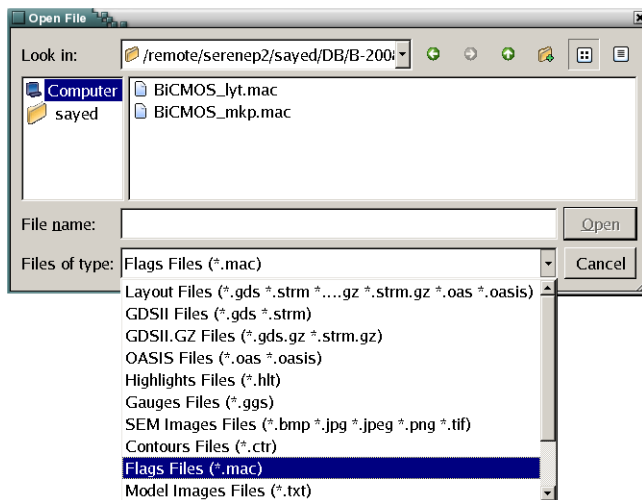 Open File
Look in: /remote/serenep2/sayed/DB/B-200
Computer
sayed
BiCMOS_lyt.mac
BiCMOS_mkp.mac
File name: Open
Files of type: Flags Files (*.mac) Cancel
Layout Files (*.gds *.strm *....gz *.strm.gz *.oas *.oasis)
GDSII Files (*.gds *.strm)
GDSII.GZ Files (*.gds.gz *.strm.gz)
OASIS Files (*.oas *.oasis)
Highlights Files (*.hlt)
Gauges Files (*.ggs)
SEM Images Files (*.bmp *.jpg *.jpeg *.png *.tif)
Contours Files (*.ctr)
Flags Files (*.mac)
Model Images Files (*.txt)